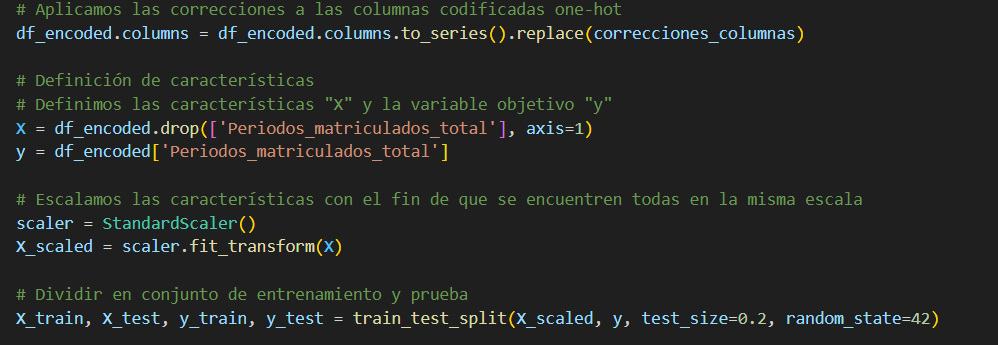 # Aplicamos las correcciones a las columnas codificadas one-hot
df_encoded.columns = df_encoded.columns.to_series().replace(correcciones_columnas)
# Definición de características
# Definimos las características "X" y la variable objetivo "y"
X = df_encoded.drop(['Periodos_matriculados_total'], axis=1)
y = df_encoded['Periodos_matriculados_total']
# Escalamos las características con el fin de que se encuentren todas en la misma escala
scaler = StandardScaler()
X_scaled = scaler.fit_transform(X)
# Dividir en conjunto de entrenamiento y prueba
X_train, X_test, y_train, y_test = train_test_split(X_scaled, y, test_size=0.2, random_state=42)